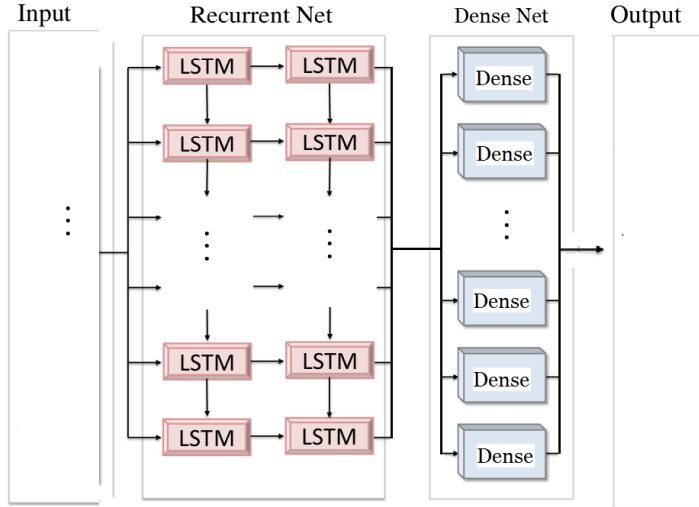 Input
Recurrent Net
Dense Net
Output
LSTM
LSTM
Dense
LSTM
LSTM
Dense
LSTM
LSTM
Dense
Dense
LSTM
LSTM
Dense